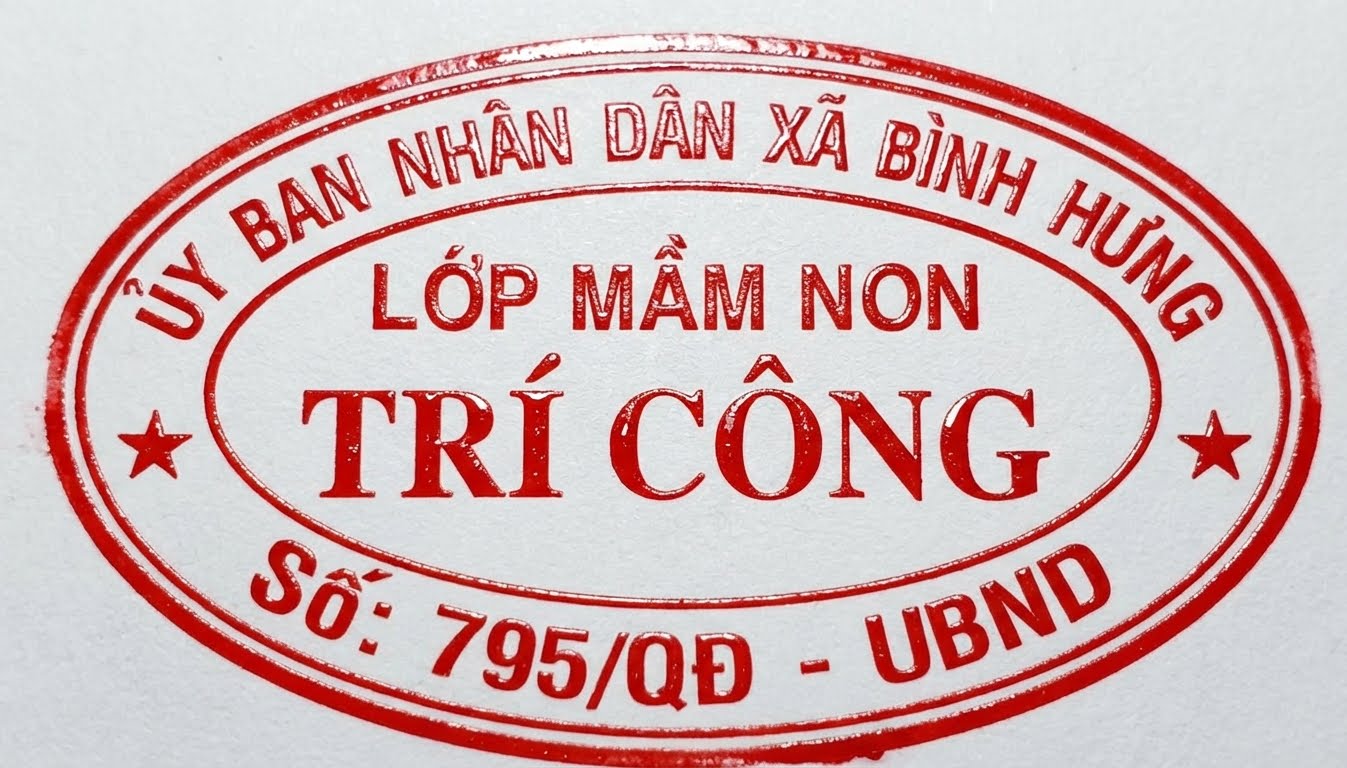 ỦY BAN NHÂN DÂN XÃ BÌNH HƯNG
LỚP MẦM NON
TRÍ CÔNG
Số: 795/QĐ - UBND